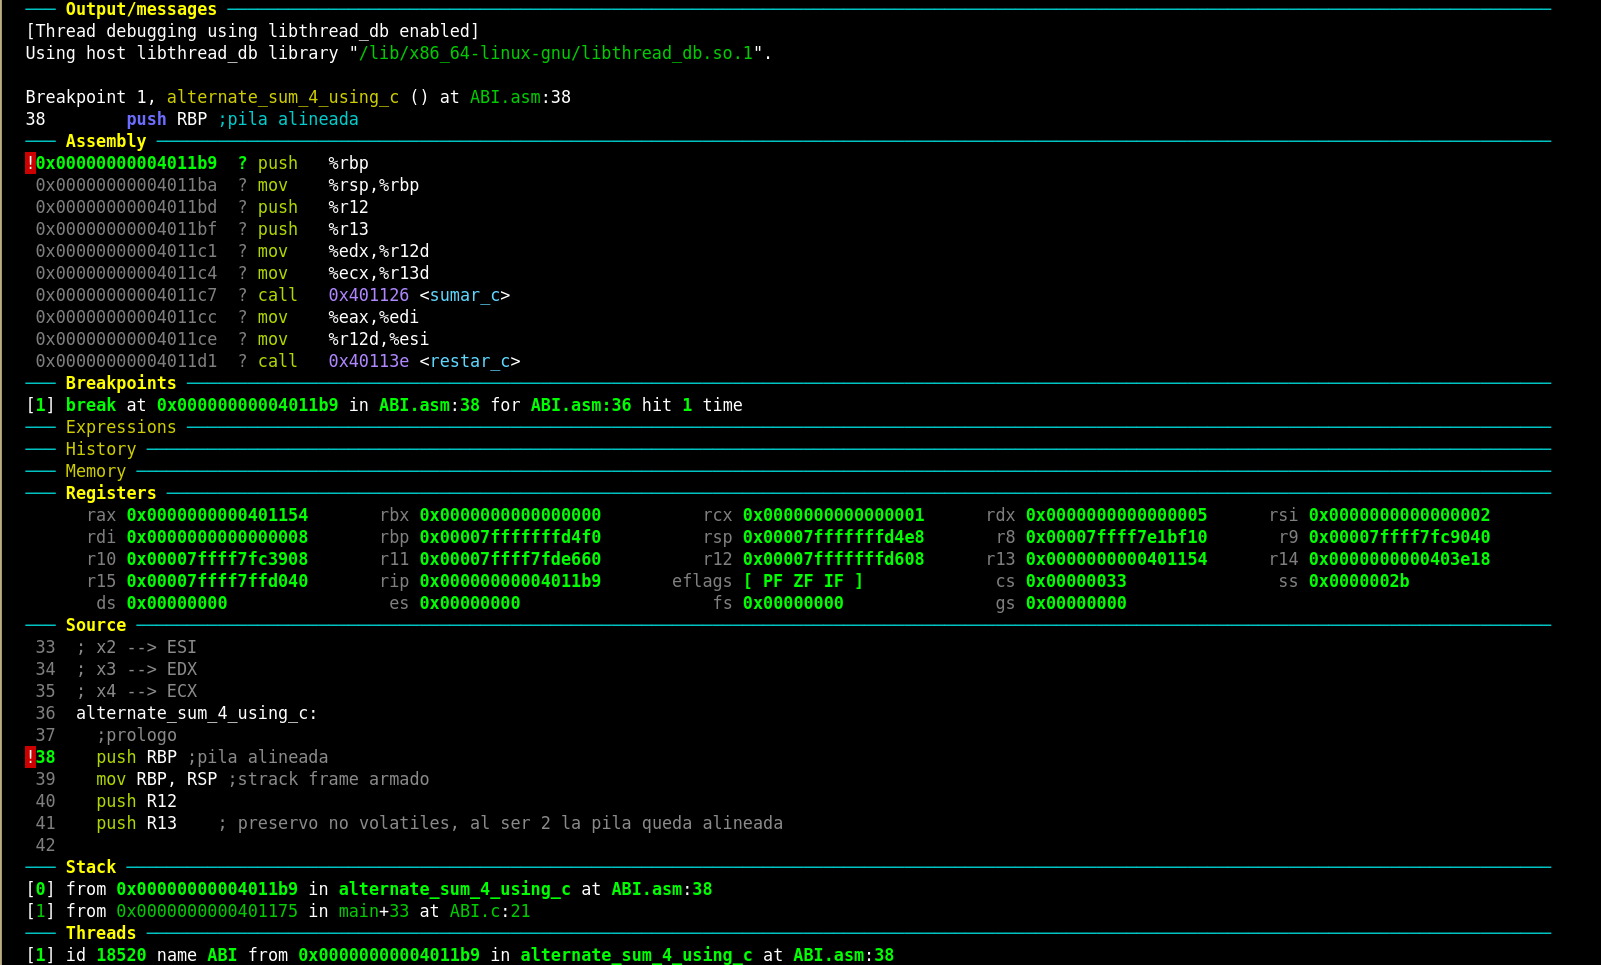 Output/messages
[Thread debugging using libthread_db enabled]
Using host libthread_db library "/lib/x86_64-linux-gnu/libthread_db.so.1".
Breakpoint 1, alternate_sum_4_using_c () at ABI.asm:38
38 push RBP ;pila alineada
Assembly
!0x00000000004011b9 ? push %rbp
0x00000000004011ba ? mov %rsp,%rbp
0x00000000004011bd ? push %r12
0x00000000004011bf ? push %r13
0x00000000004011c1 ? mov %edx,%r12d
0x00000000004011c4 ? mov %ecx,%r13d
0x00000000004011c7 ? call 0x401126 <sumar_c>
0x00000000004011cc ? mov %eax,%edi
0x00000000004011ce ? mov %r12d,%esi
0x00000000004011d1 ? call 0x40113e <restar_c>
Breakpoints
[1] break at 0x00000000004011b9 in ABI.asm:38 for ABI.asm:36 hit 1 time
Expressions
History
Memory
Registers
rax 0x0000000000401154 rbx 0x0000000000000000 rcx 0x0000000000000001 rdx 0x0000000000000005 rsi 0x0000000000000002
rdi 0x0000000000000008 rbp 0x00007fffffffd4f0 rsp 0x00007fffffffd4e8 r8 0x00007ffff7e1bf10 r9 0x00007ffff7fc9040
r10 0x00007ffff7fc3908 r11 0x00007ffff7fde660 r12 0x00007fffffffd608 r13 0x0000000000401154 r14 0x0000000000403e18
r15 0x00007ffff7ffd040 rip 0x00000000004011b9 eflags [ PF ZF IF ] cs 0x00000033 ss 0x0000002b
ds 0x00000000 es 0x00000000 fs 0x00000000 gs 0x00000000
Source
33 ; x2 --> ESI
34 ; x3 --> EDX
35 ; x4 --> ECX
36 alternate_sum_4_using_c:
37 ;prologo
!38 push RBP ;pila alineada
39 mov RBP, RSP ;strack frame armado
40 push R12
41 push R13 ; preservo no volatiles, al ser 2 la pila queda alineada
42
Stack
[0] from 0x00000000004011b9 in alternate_sum_4_using_c at ABI.asm:38
[1] from 0x0000000000401175 in main+33 at ABI.c:21
Threads
[1] id 18520 name ABI from 0x00000000004011b9 in alternate_sum_4_using_c at ABI.asm:38